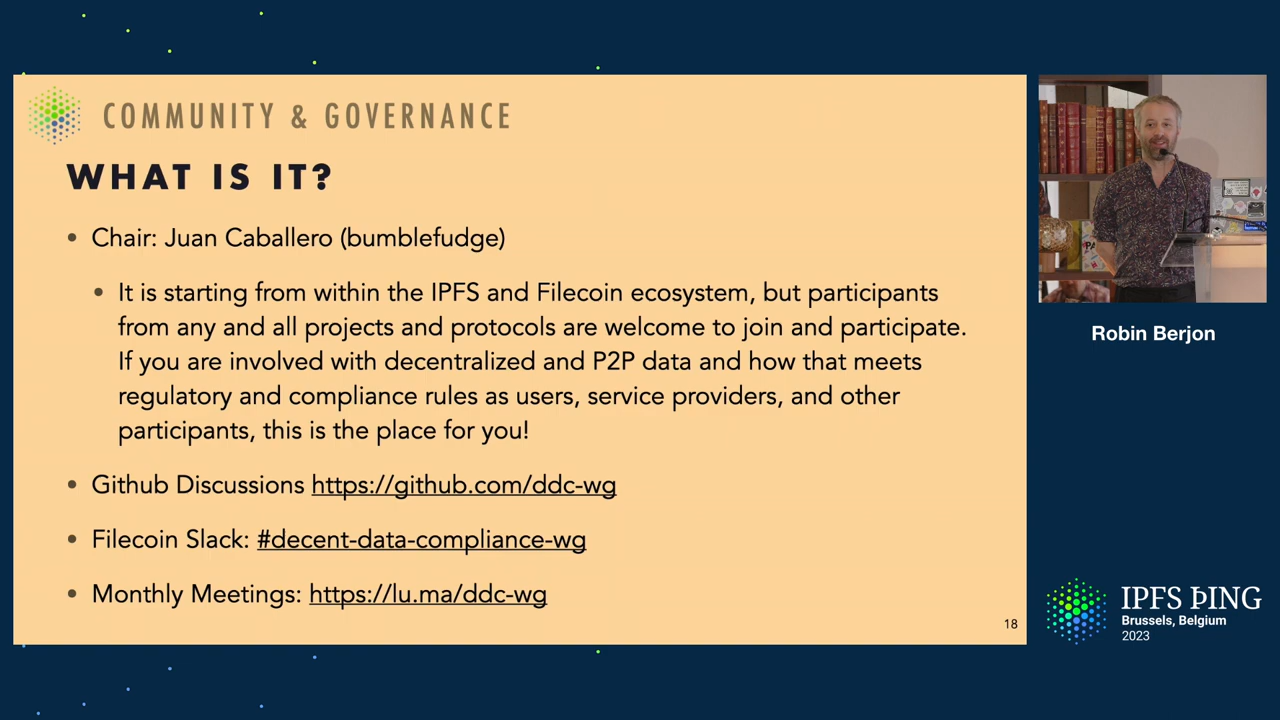 COMMUNITY & GOVERNANCE
WHAT IS IT?
• Chair: Juan Caballero (bumblefudge)
• It is starting from within the IPFS and Filecoin ecosystem, but participants
from any and all projects and protocols are welcome to join and participate.
If you are involved with decentralized and P2P data and how that meets
regulatory and compliance rules as users, service providers, and other
participants, this is the place for you!
• Github Discussions https://github.com/ddc-wg
• Filecoin Slack: #decent-data-compliance-wg
• Monthly Meetings: https://lu.ma/ddc-wg
18
Robin Berjon
IPFS ÞING
Brussels, Belgium
2023